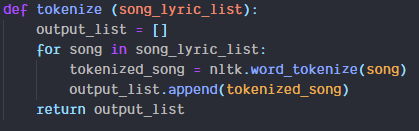 def tokenize (song_lyric_list):
    output_list = []
    for song in song_lyric_list:
        tokenized_song = nltk.word_tokenize(song)
        output_list.append(tokenized_song)
    return output_list